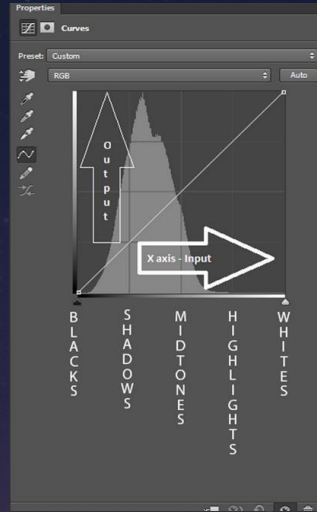 Properties
Curves
Preset: Custom
RGB
Auto
Output
X axis - Input
BLACKS
SHADOWS
MIDTONES
HIGHLIGHTS
WHITES